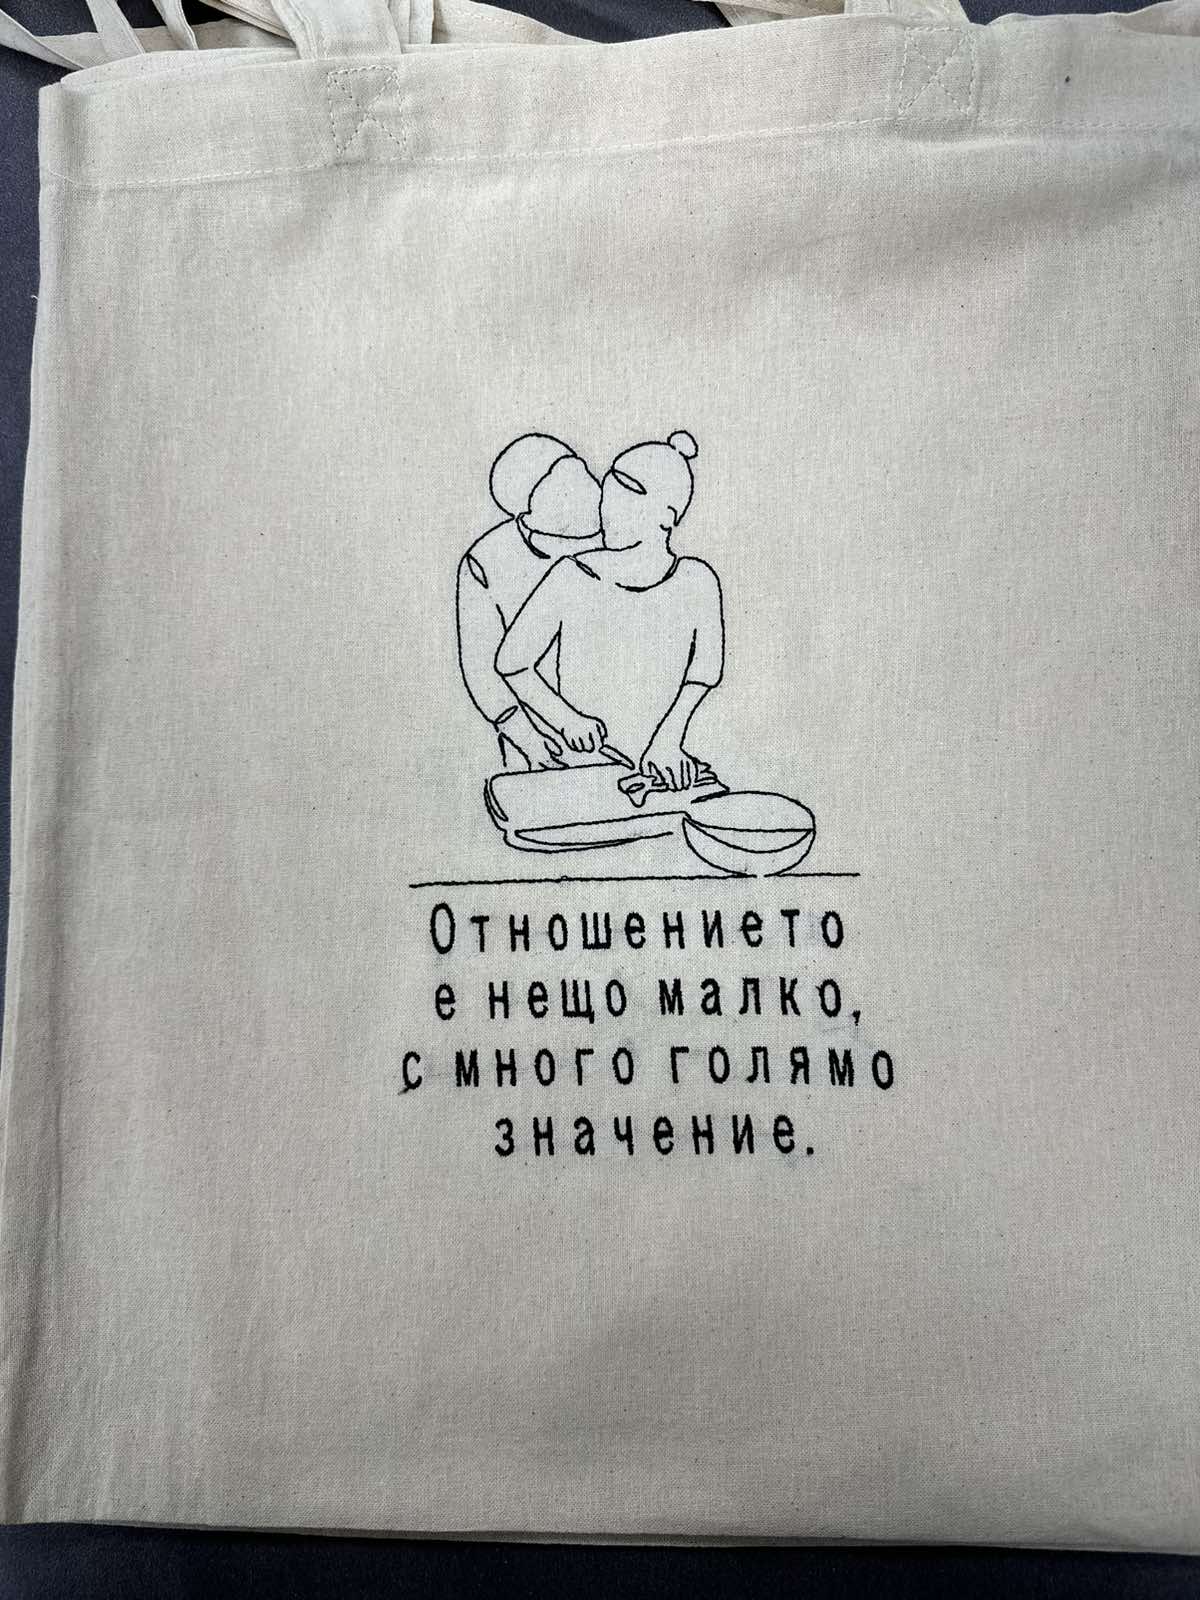 Отношението
е нещо малко,
с много голямо
значение.